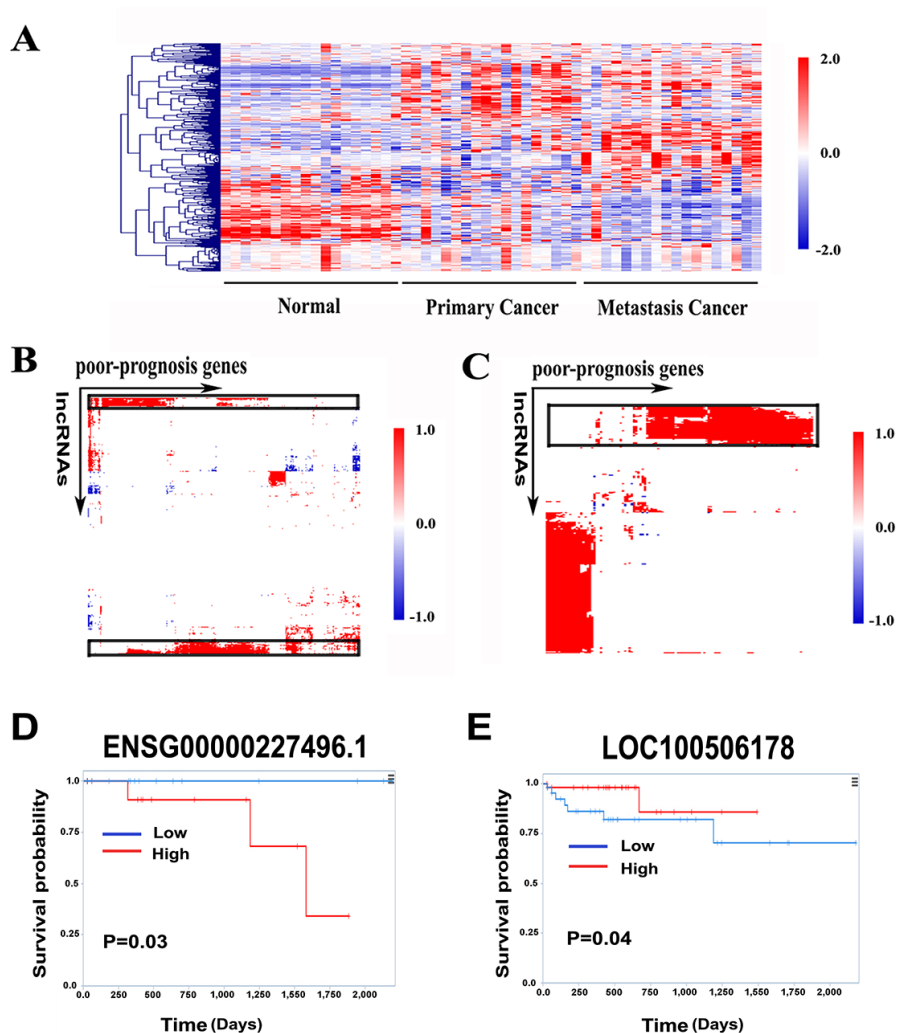 A
2.0
0.0
-2.0
Normal
Primary Cancer
Metastasis Cancer
B
poor-prognosis genes
lncRNAs
1.0
0.0
-1.0
C
poor-prognosis genes
lncRNAs
1.0
0.0
-1.0
D
ENSG00000227496.1
Survival probability
1.0
0.75
0.5
0.25
0.0
Low
High
P=0.03
0.0 250 500 750 1,000 1,250 1,550 1,750 2,000
Time (Days)
E
LOC100506178
Survival probability
1.0
0.75
0.5
0.25
0.0
Low
High
P=0.04
0.0 250 500 750 1,000 1,250 1,550 1,750 2,000
Time (Days)